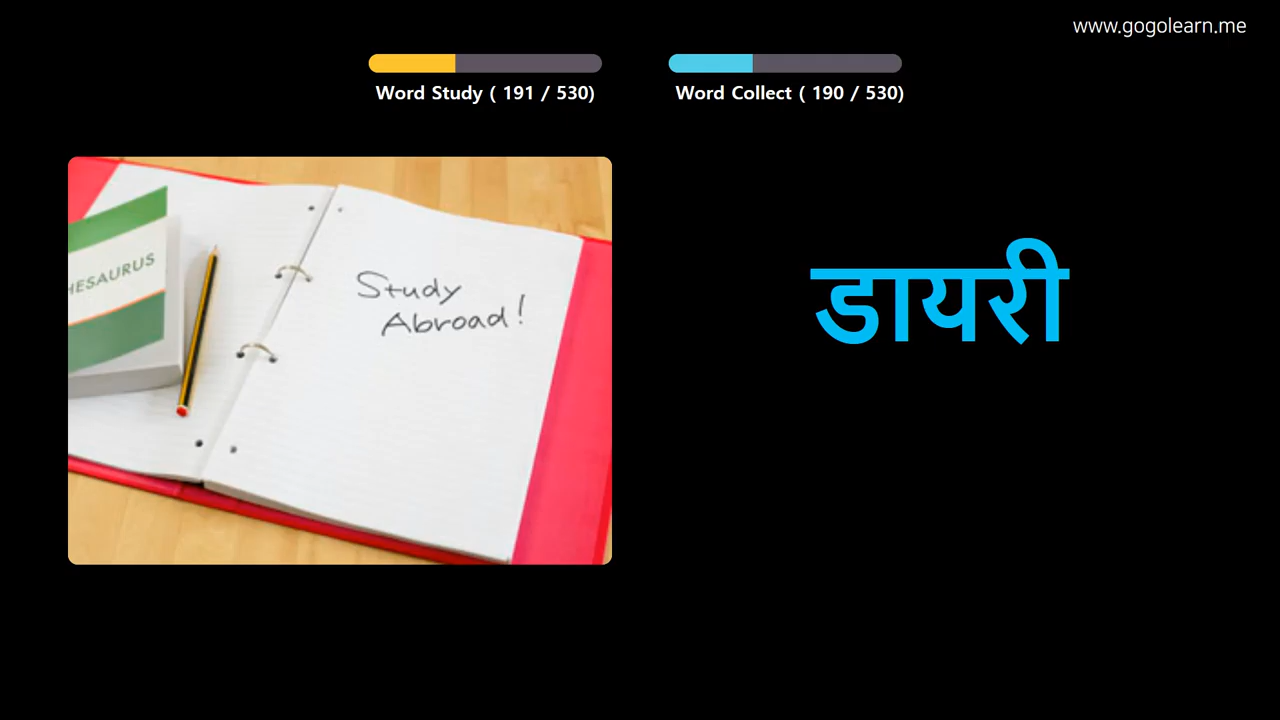 www.gogolearn.me
Word Study ( 191 / 530)
Word Collect ( 190 / 530)
HESAURUS
Study
Abroad!
डायरी